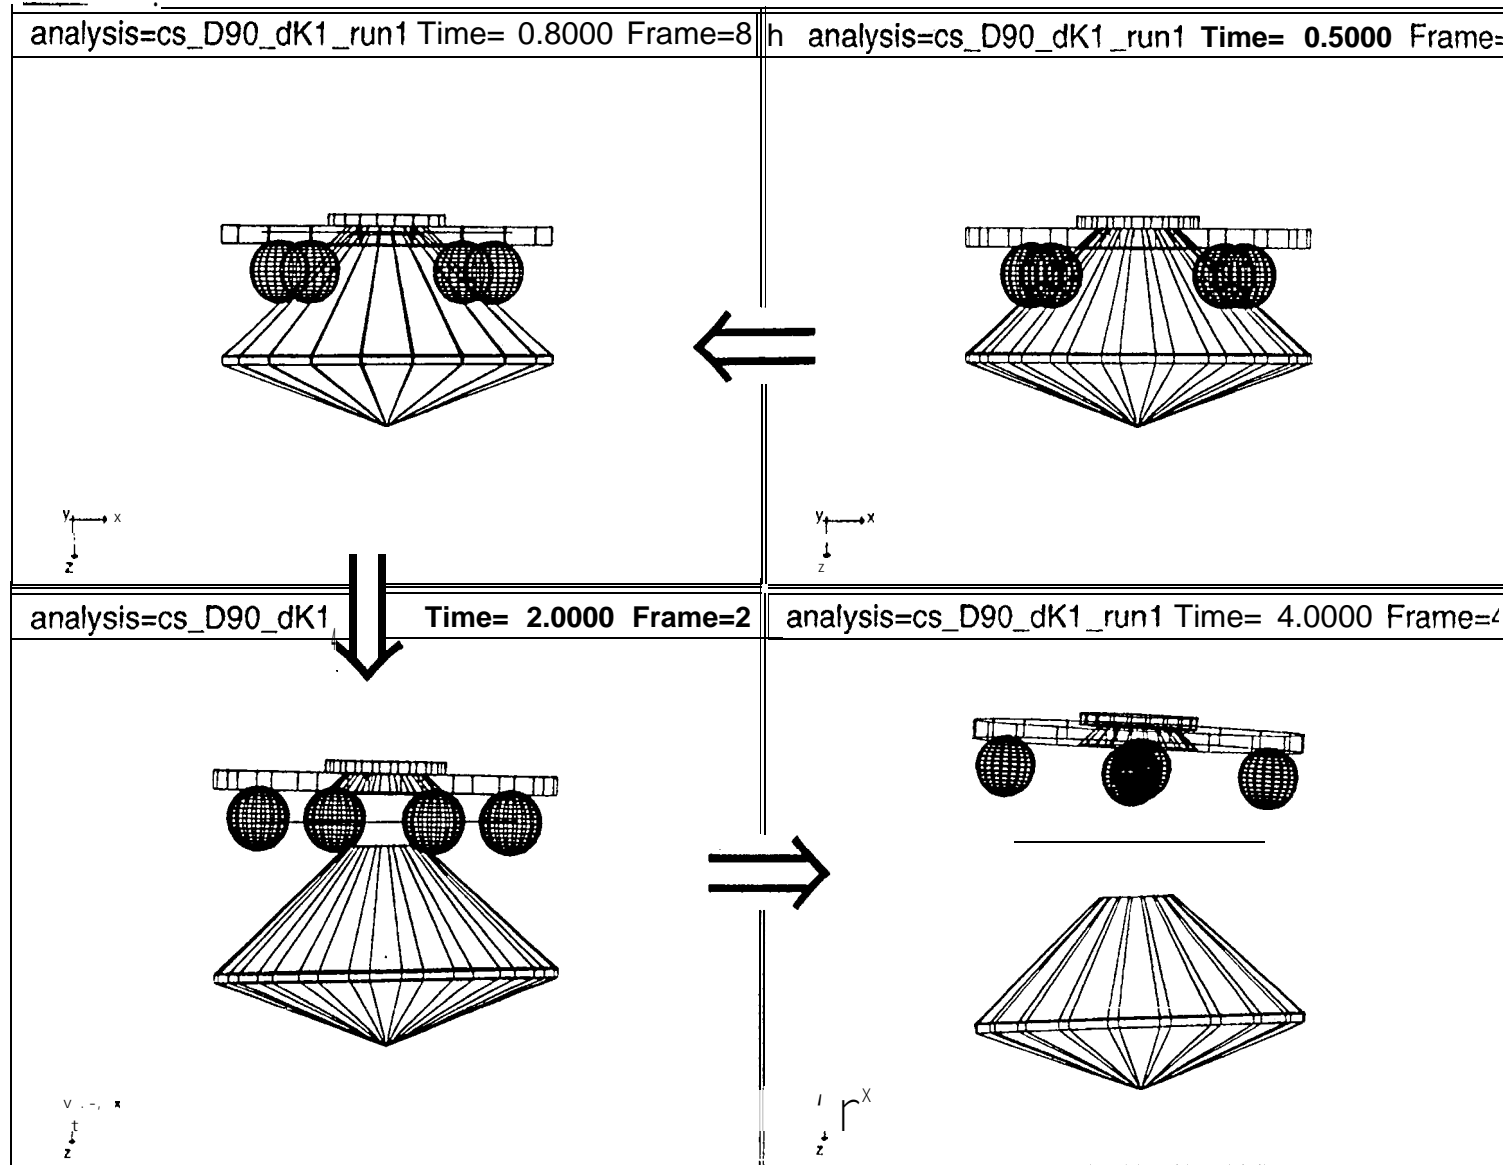 analysis=cs_D90_dK1_run1 Time= 0.8000 Frame=8
h analysis=cs_D90_dK1_run1 Time= 0.5000 Frame=
y x
z
y x
z
analysis=cs_D90_dK1 Time= 2.0000 Frame=2
analysis=cs_D90_dK1_run1 Time= 4.0000 Frame=4
v x
t
z
r x
z